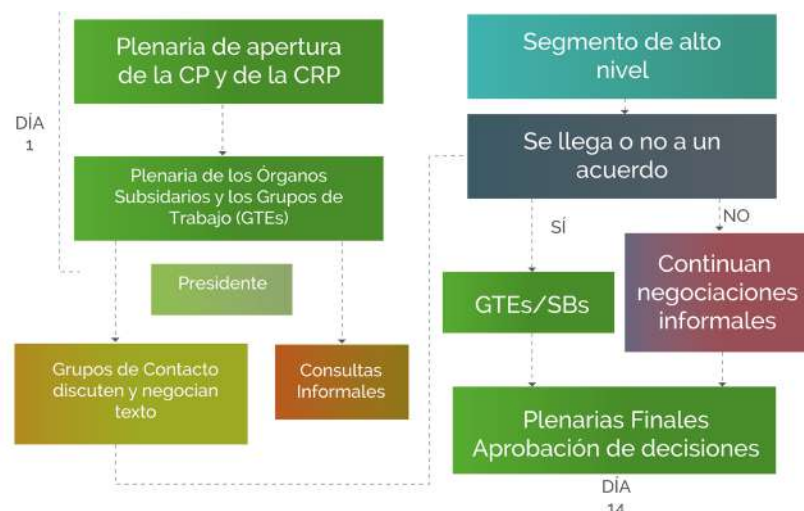 Plenaria de apertura
de la CP y de la CRP
DÍA
1
Plenaria de los Órganos
Subsidarios y los Grupos de
Trabajo (GTEs)
Presidente
Grupos de Contacto
discuten y negocian
texto
Consultas
Informales
Segmento de alto
nivel
Se llega o no a un
acuerdo
SÍ
NO
GTEs/SBs
Continuan
negociaciones
informales
Plenarias Finales
Aprobación de decisiones
DÍA
14